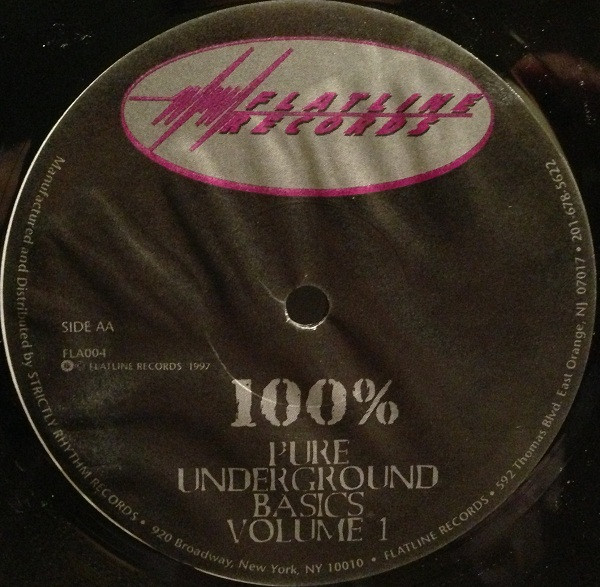 FLATLINE
RECORDS
SIDE AA
FLA004
℗ © FLATLINE RECORDS 1997
100%
PURE
UNDERGROUND
BASICS
VOLUME 1
Manufactured and Distributed by STRICTLY RHYTHM RECORDS • 920 Broadway, New York, NY 10010 • FLATLINE RECORDS • 592 Thomas Blvd. East Orange, NJ 07017 • 201-678-5622